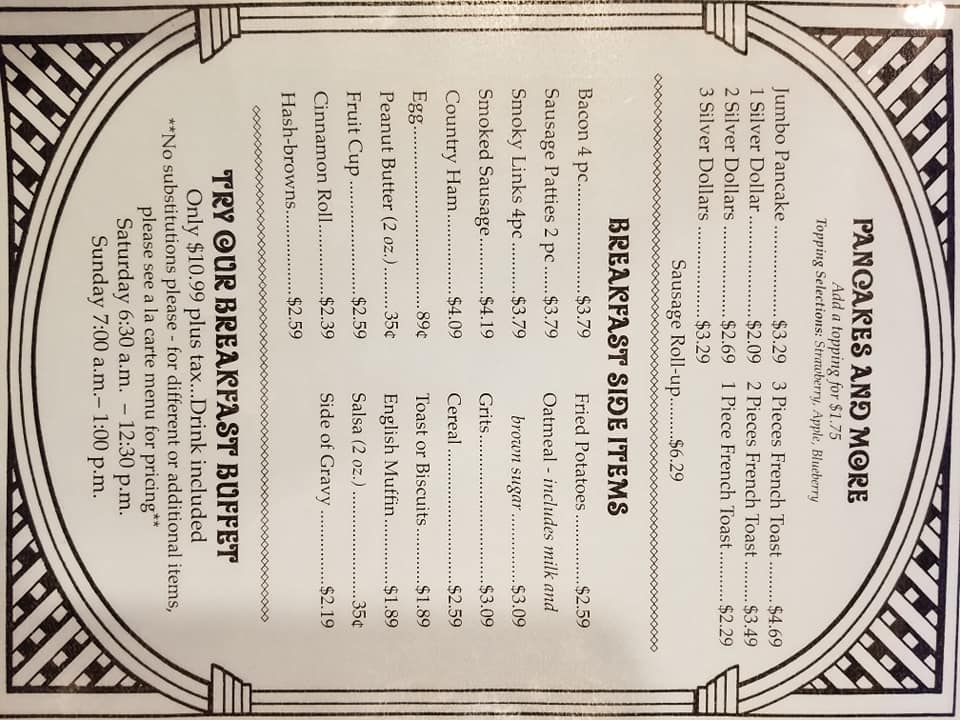 PANCAKES AND MORE
Add a topping for $1.75
Topping Selections: Strawberry, Apple, Blueberry
Jumbo Pancake ................. $3.29
1 Silver Dollar ................... $2.09
2 Silver Dollars ................. $2.69
3 Silver Dollars ................. $3.29
3 Pieces French Toast ......... $4.69
2 Pieces French Toast ......... $3.49
1 Piece French Toast .......... $2.29
Sausage Roll-up.........$6.29
BREAKFAST SIDE ITEMS
Bacon 4 pc.....................$3.79
Sausage Patties 2 pc ....$3.79
Smoky Links 4pc.........$3.79
Smoked Sausage...........$4.19
Country Ham...............$4.09
Egg................................89¢
Peanut Butter (2 oz.)........35¢
Fruit Cup .....................$2.59
Cinnamon Roll.............$2.39
Hash-browns................$2.59
Fried Potatoes ...............$2.59
Oatmeal - includes milk and
brown sugar ............$3.09
Grits...............................$3.09
Cereal ............................$2.59
Toast or Biscuits............$1.89
English Muffin..............$1.89
Salsa (2 oz.) .....................35¢
Side of Gravy ...............$2.19
TRY OUR BREAKFAST BUFFET
Only $10.99 plus tax...Drink included
**No substitutions please - for different or additional items,
please see a la carte menu for pricing**
Saturday 6:30 a.m. – 12:30 p.m.
Sunday 7:00 a.m.– 1:00 p.m.